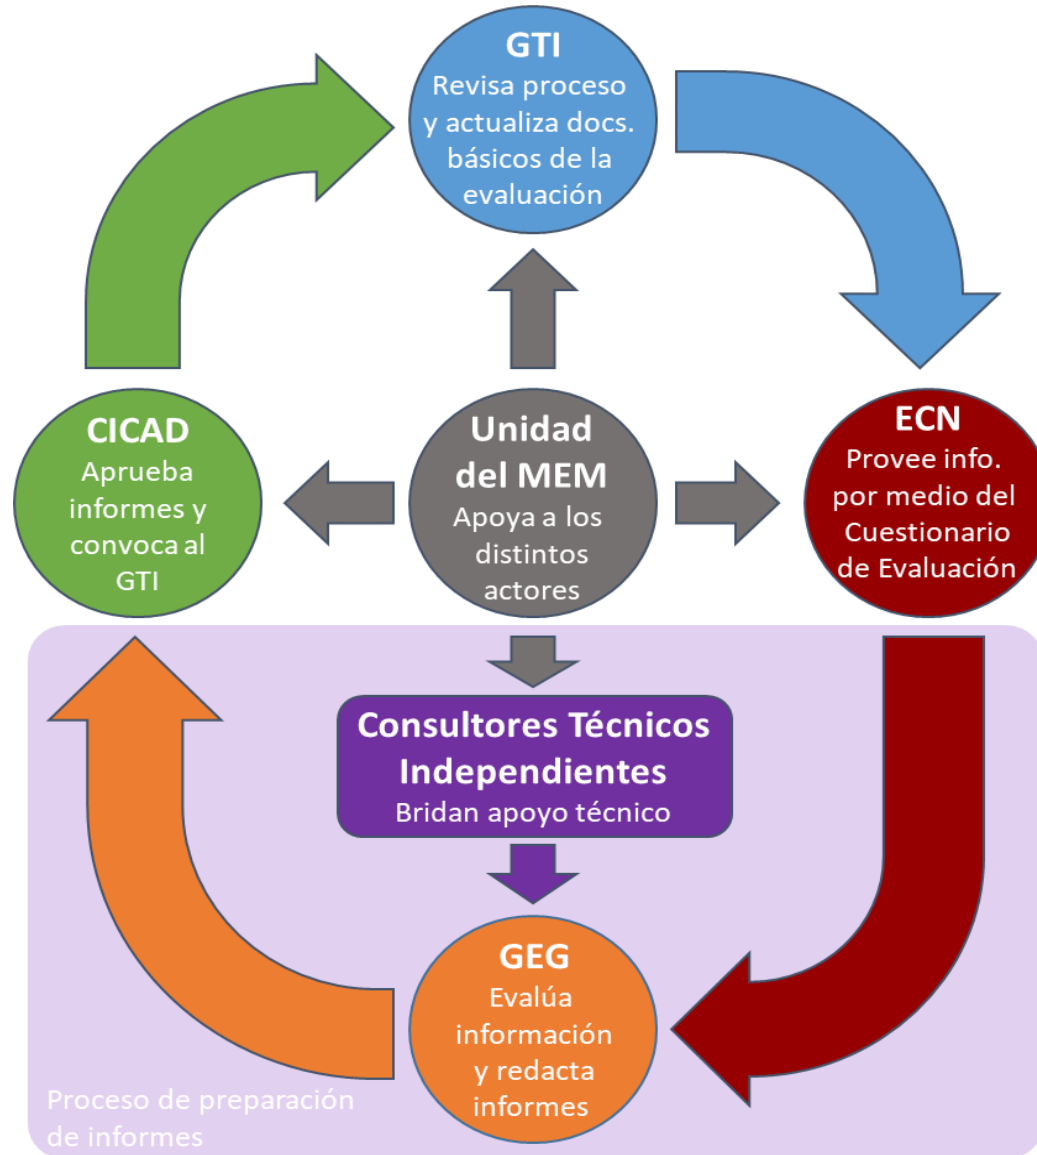 GTI
Revisa proceso
y actualiza docs.
básicos de la
evaluación
CICAD
Aprueba
informes y
convoca al
GTI
Unidad
del MEM
Apoya a los
distintos
actores
ECN
Provee info.
por medio del
Cuestionario
de Evaluación
Consultores Técnicos
Independientes
Bridan apoyo técnico
GEG
Evalúa
información
y redacta
informes
Proceso de preparación
de informes